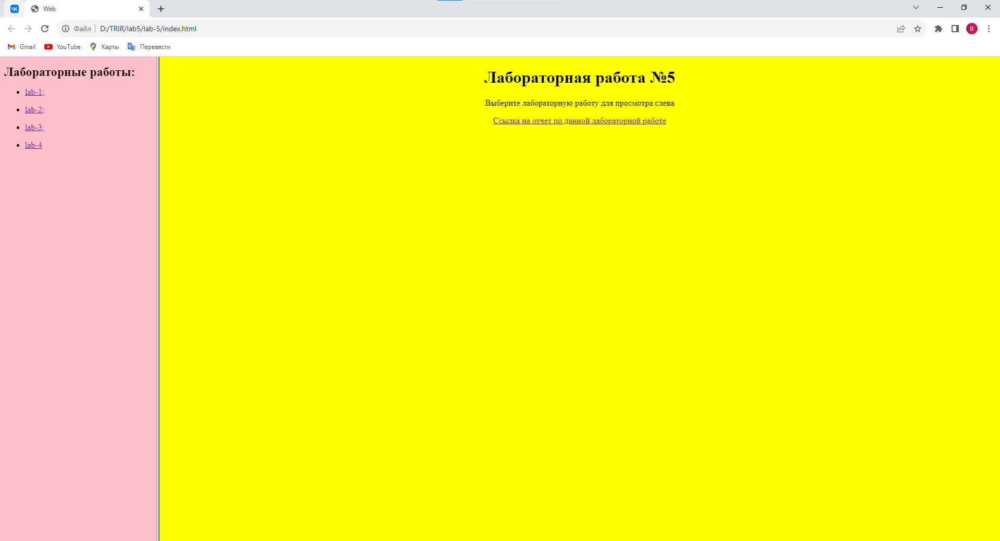 Web
Файл D:/TRIR/lab5/lab-5/index.html
B
Gmail YouTube Карты Перевести
Лабораторные работы:
lab-1;
lab-2;
lab-3;
lab-4
Лабораторная работа №5
Выберите лабораторную работу для просмотра слева
Ссылка на отчет по данной лабораторной работе